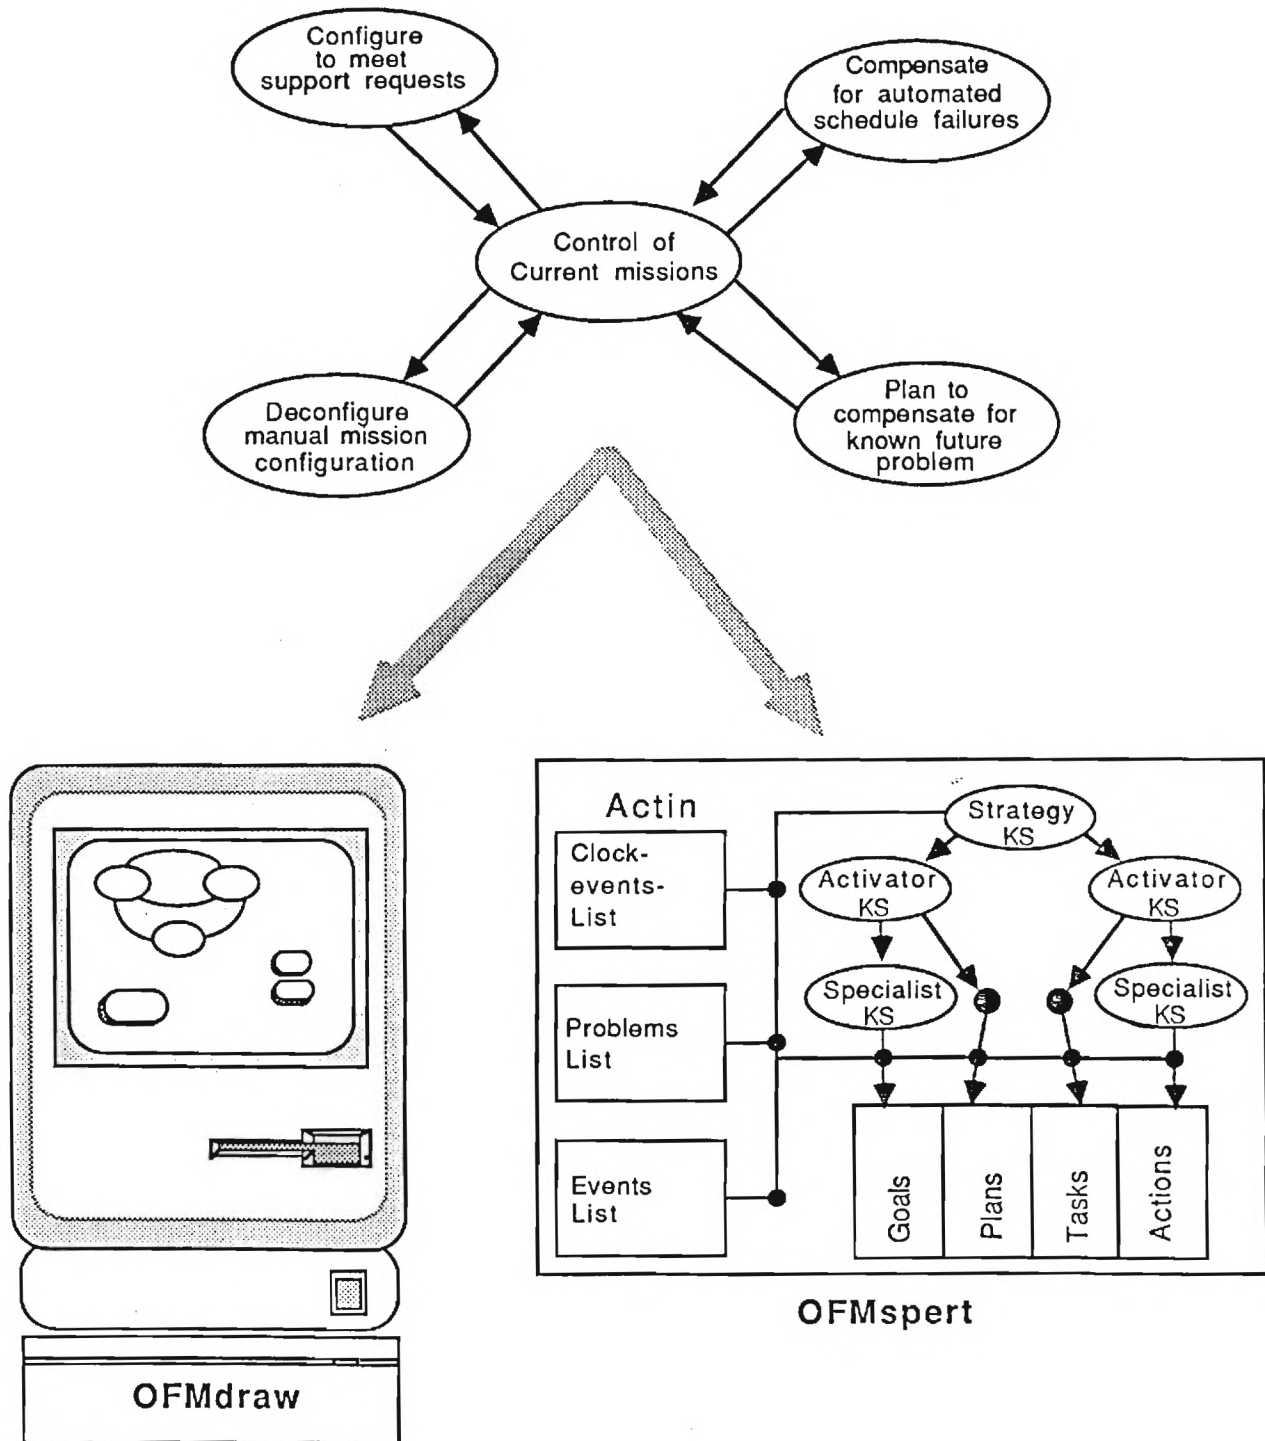 Configure
to meet
support requests
Compensate
for automated
schedule failures
Control of
Current missions
Deconfigure
manual mission
configuration
Plan to
compensate for
known future
problem
Actin
Clock-
events-
List
Problems
List
Events
List
Strategy
KS
Activator
KS
Activator
KS
Specialist
KS
Specialist
KS
Goals
Plans
Tasks
Actions
OFMspert
OFMdraw